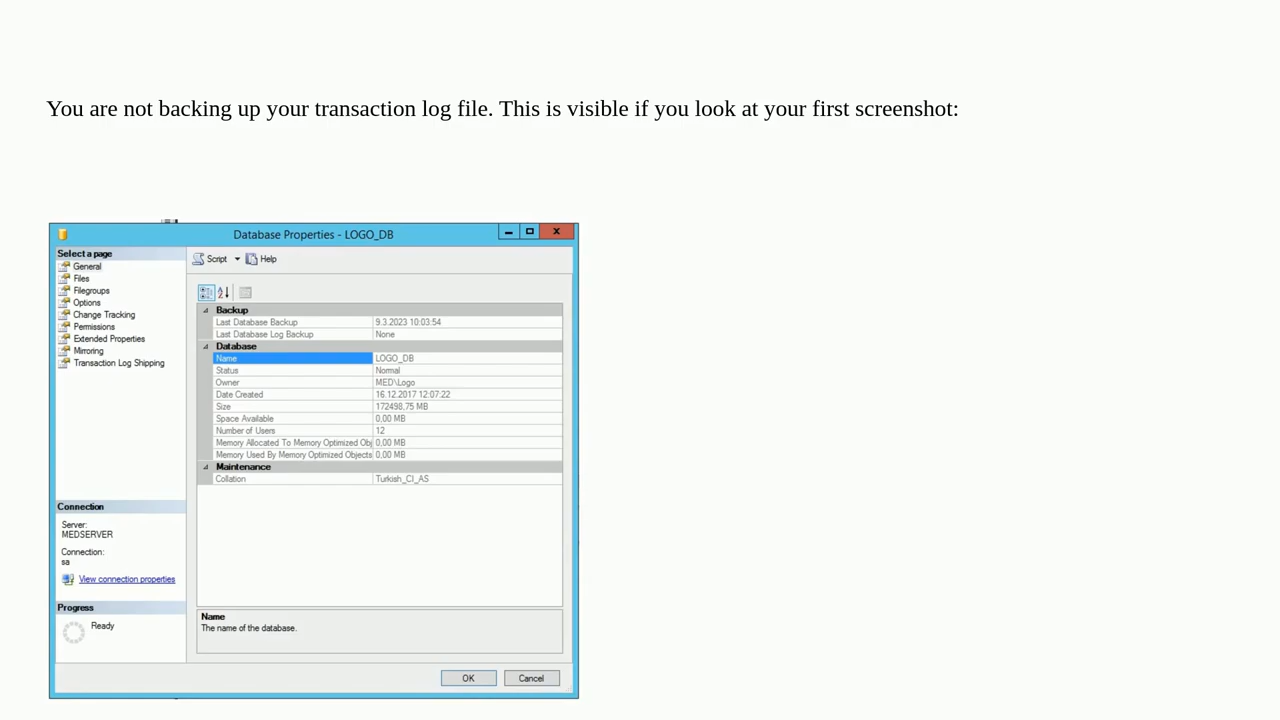 You are not backing up your transaction log file. This is visible if you look at your first screenshot:
Database Properties - LOGO_DB
Select a page
General
Files
Filegroups
Options
Change Tracking
Permissions
Extended Properties
Mirroring
Transaction Log Shipping
Script Help
Backup
Last Database Backup 9.3.2023 10:03:54
Last Database Log Backup None
Database
Name LOGO_DB
Status Normal
Owner MED\Logo
Date Created 16.12.2017 12:07:22
Size 172498,75 MB
Space Available 0,00 MB
Number of Users 12
Memory Allocated To Memory Optimized Obj 0,00 MB
Memory Used By Memory Optimized Objects 0,00 MB
Maintenance
Collation Turkish_CI_AS
Connection
Server:
MEDSERVER
Connection:
sa
View connection properties
Progress
Ready
Name
The name of the database.
OK Cancel